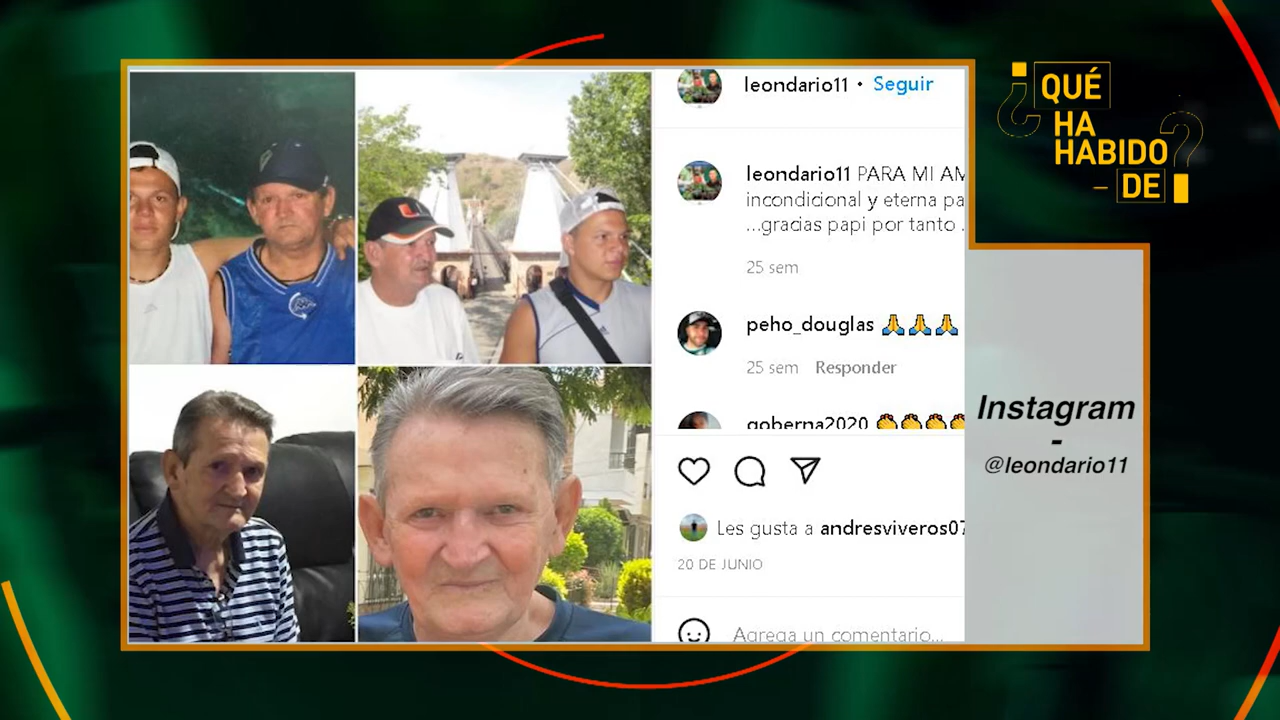 leondario11 • Seguir
leondario11 PARA MI AM
incondicional y eterna pa
...gracias papi por tanto .
25 sem
peho_douglas 🙏🙏🙏
25 sem Responder
goberna2020 👏👏👏👏
Les gusta a andresviveros07
20 DE JUNIO
Agrega un comentario...
¿QUÉ
HA
HABIDO?
– DE
Instagram
-
@leondario11
U